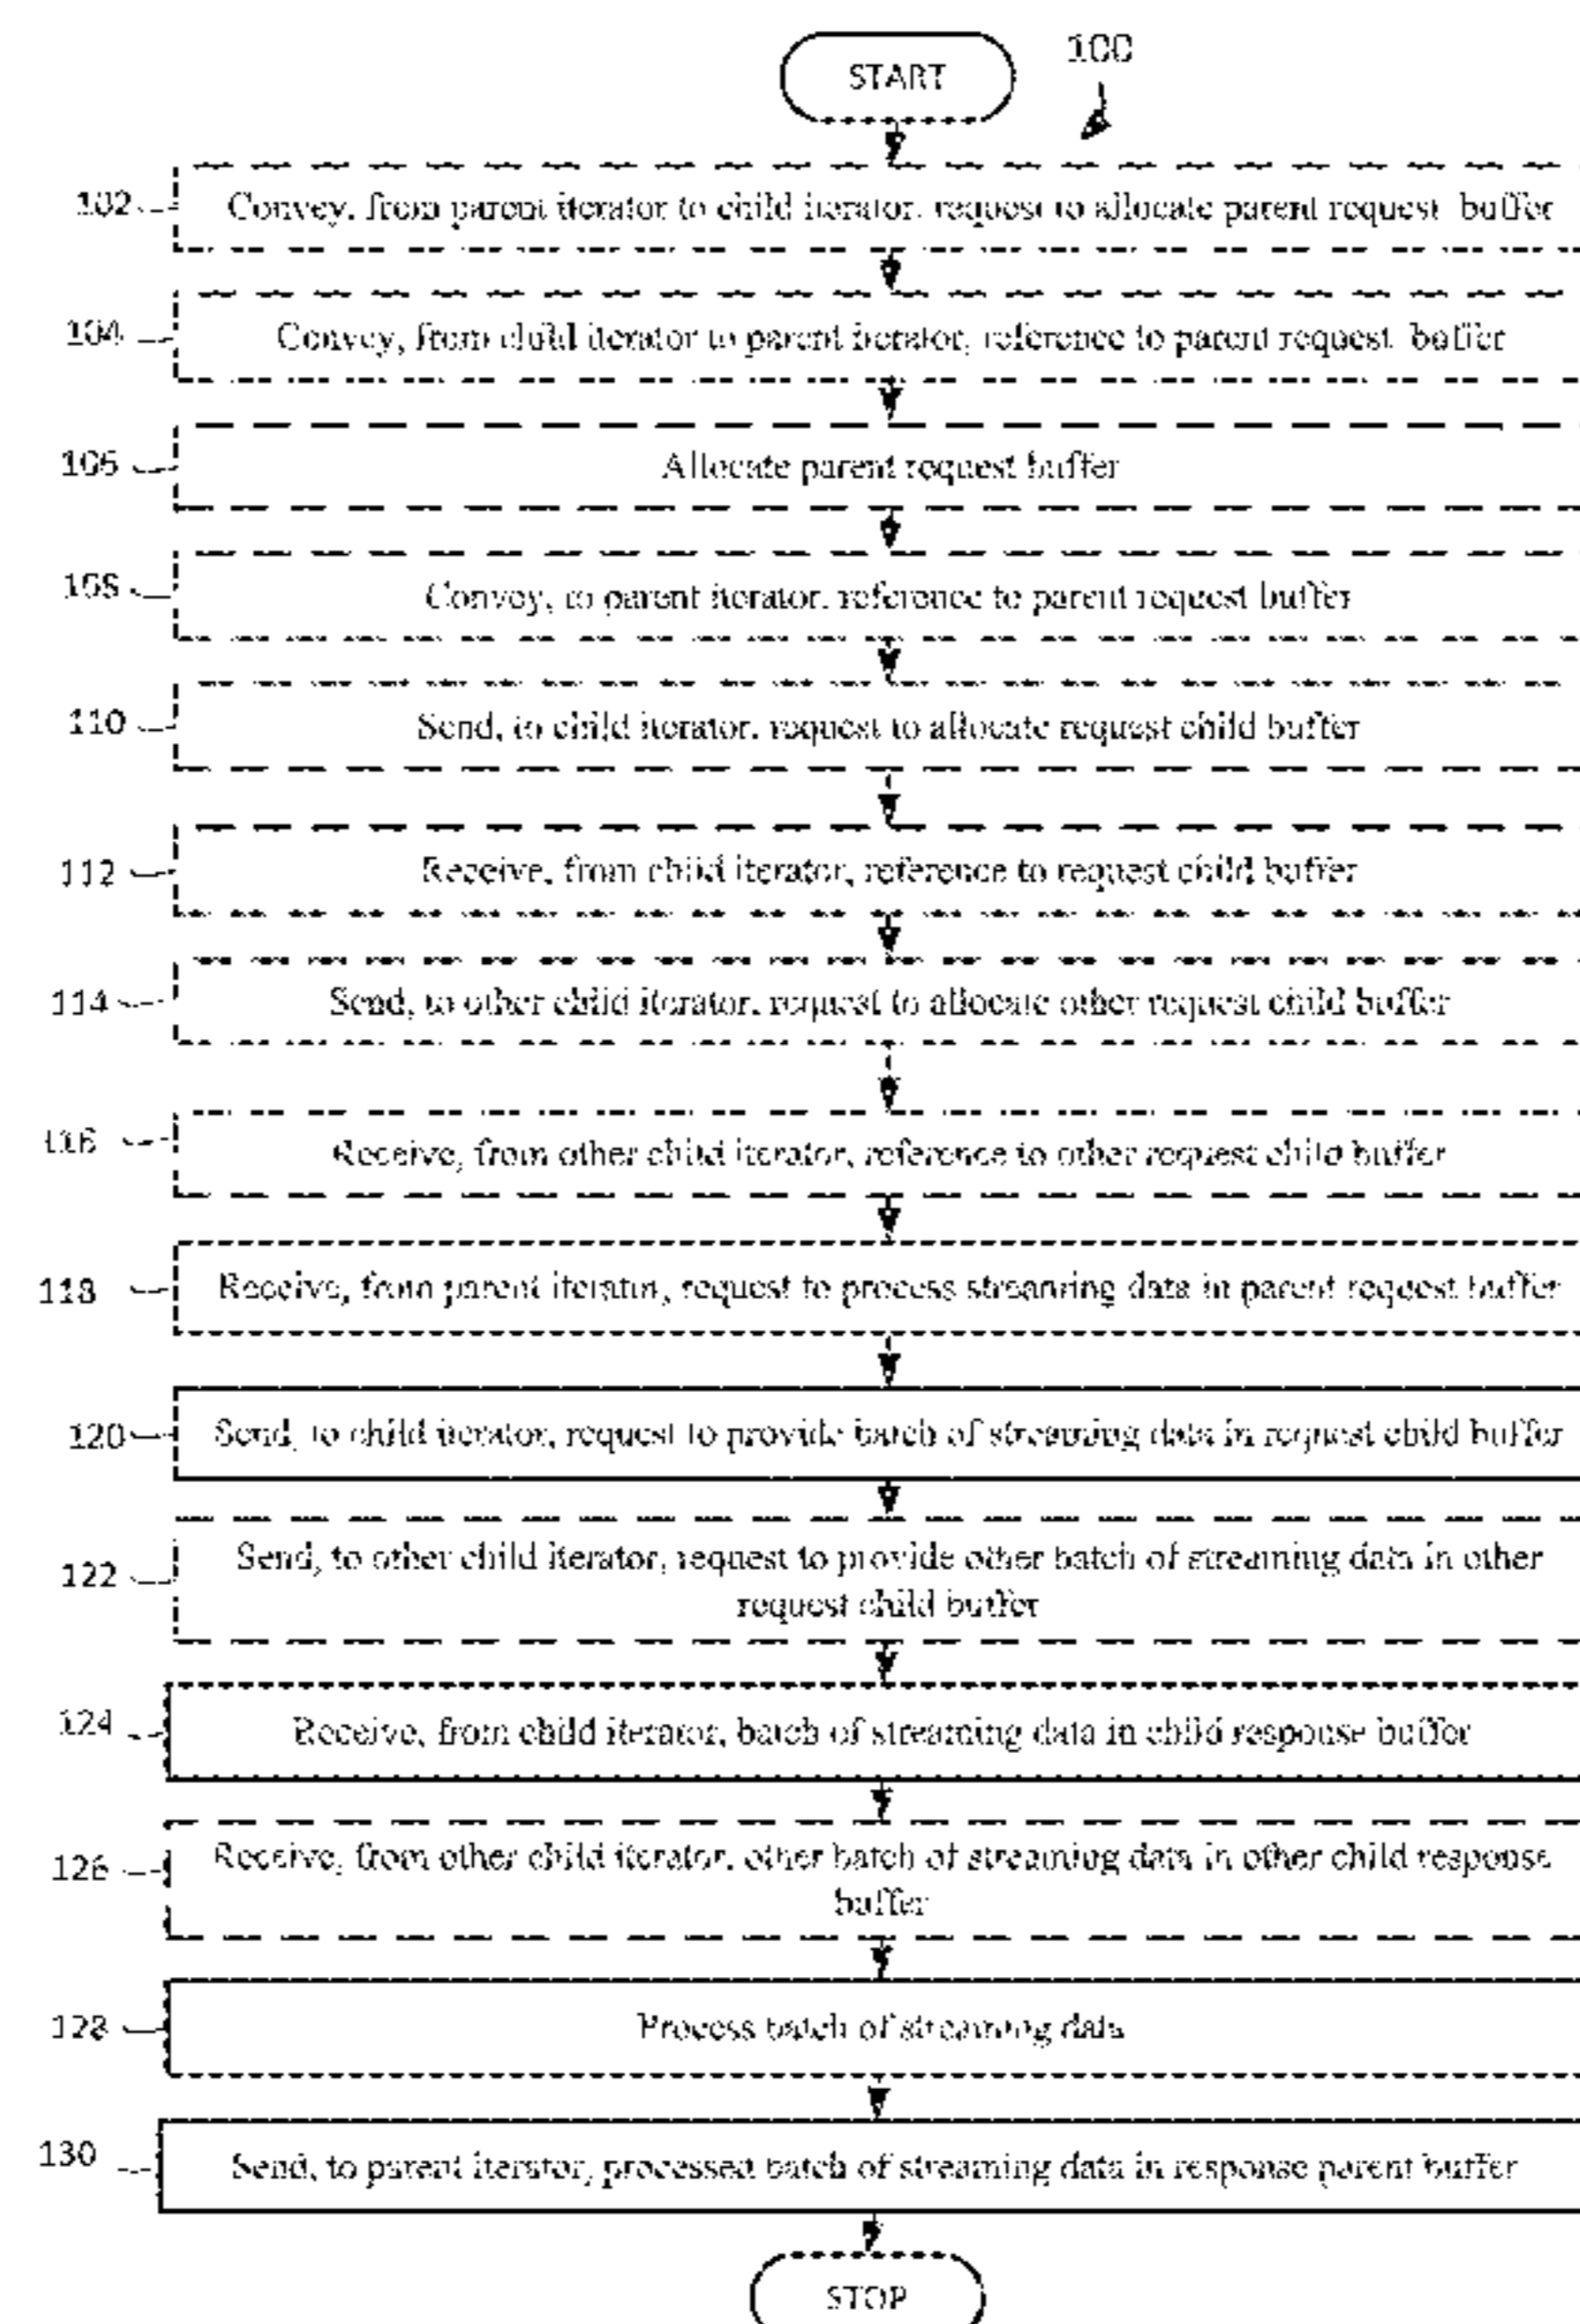 START
100
102
Convey, from parent iterator to child iterator, request to allocate parent request buffer
104
Convey, from child iterator to parent iterator, reference to parent request buffer
106
Allocate parent request buffer
108
Convey, to parent iterator, reference to parent request buffer
110
Send, to child iterator, request to allocate request child buffer
112
Receive, from child iterator, reference to request child buffer
114
Send, to other child iterator, request to allocate other request child buffer
116
Receive, from other child iterator, reference to other request child buffer
118
Receive, from parent iterator, request to process streaming data in parent request buffer
120
Send, to child iterator, request to provide batch of streaming data in request child buffer
122
Send, to other child iterator, request to provide other batch of streaming data in other
request child buffer
124
Receive, from child iterator, batch of streaming data in child response buffer
126
Receive, from other child iterator, other batch of streaming data in other child response
buffer
128
Process batch of streaming data
130
Send, to parent iterator, processed batch of streaming data in response parent buffer
STOP